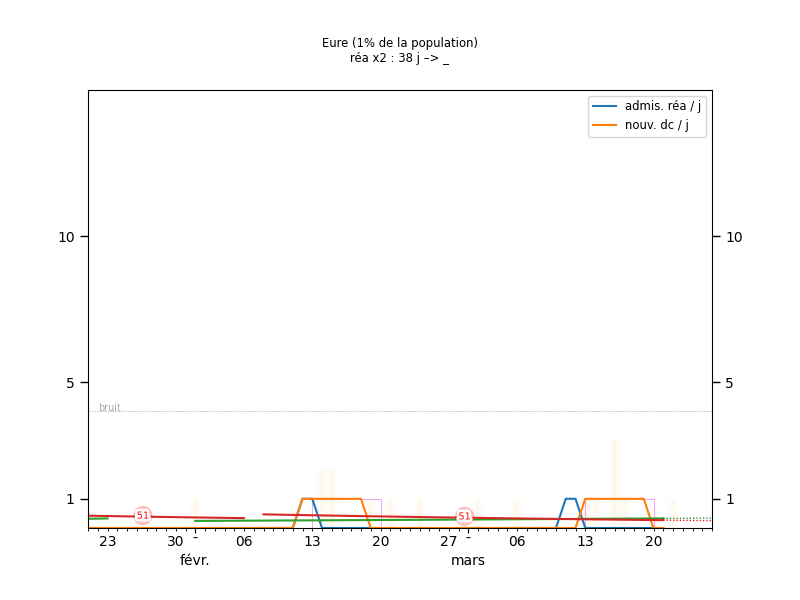 Eure (1% de la population)
réa x2 : 38 j –> _
admis. réa / j
nouv. dc / j
10
10
5
5
bruit
1
1
51
51
23
30
06
13
20
27
06
13
20
févr.
mars